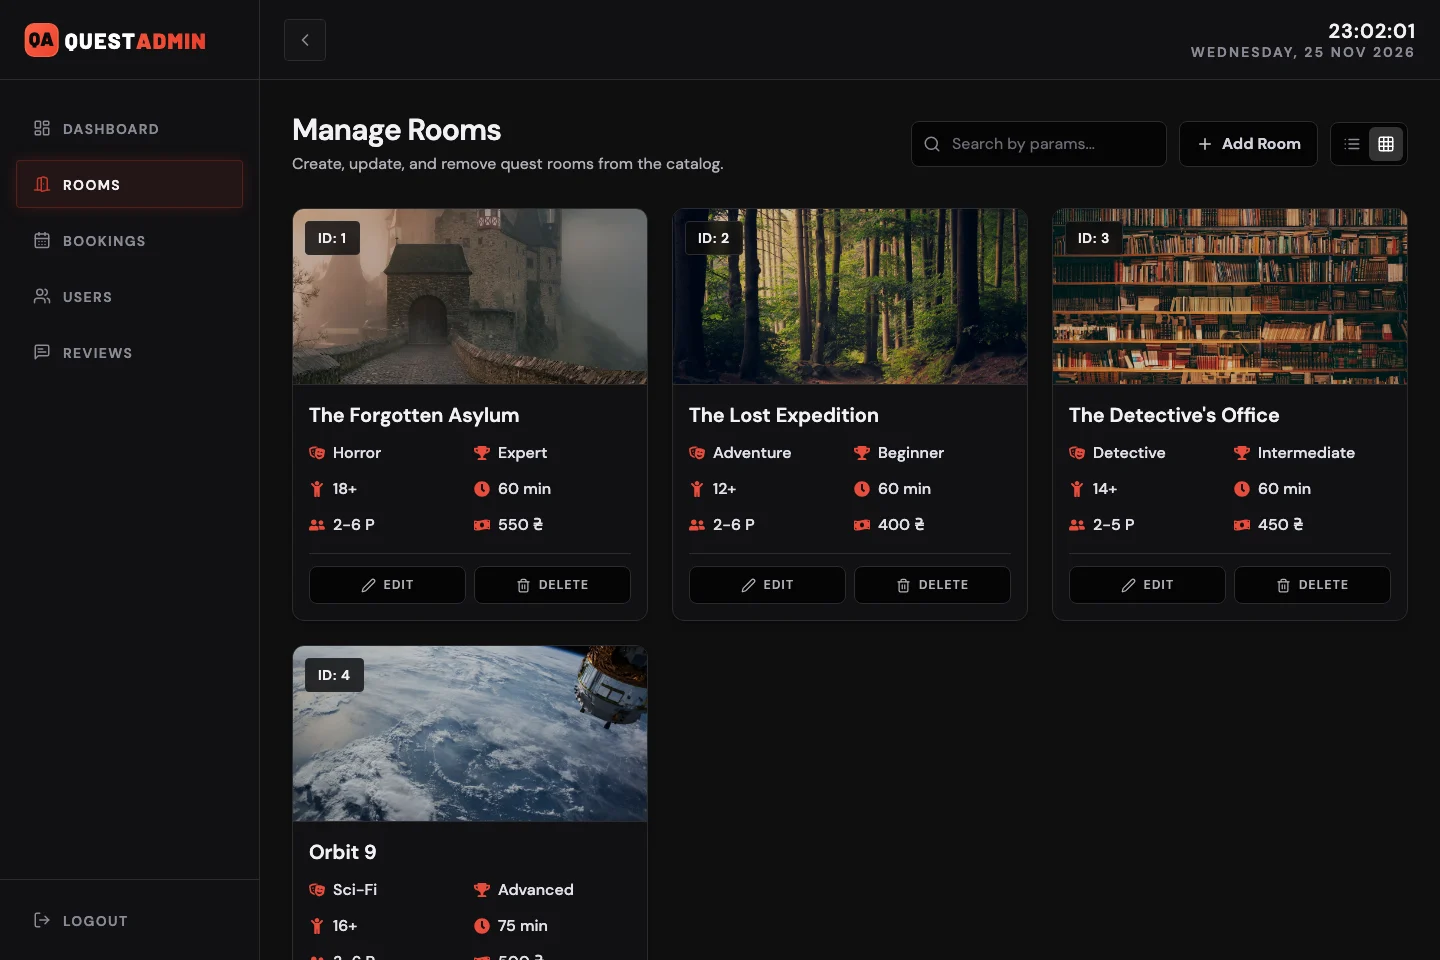 QA QUESTADMIN
23:02:01
WEDNESDAY, 25 NOV 2026
DASHBOARD
ROOMS
BOOKINGS
USERS
REVIEWS
LOGOUT
Manage Rooms
Create, update, and remove quest rooms from the catalog.
Search by params...
Add Room
ID: 1
The Forgotten Asylum
Horror
Expert
18+
60 min
2-6 P
550 ₴
EDIT
DELETE
ID: 2
The Lost Expedition
Adventure
Beginner
12+
60 min
2-6 P
400 ₴
EDIT
DELETE
ID: 3
The Detective's Office
Detective
Intermediate
14+
60 min
2-5 P
450 ₴
EDIT
DELETE
ID: 4
Orbit 9
Sci-Fi
Advanced
16+
75 min